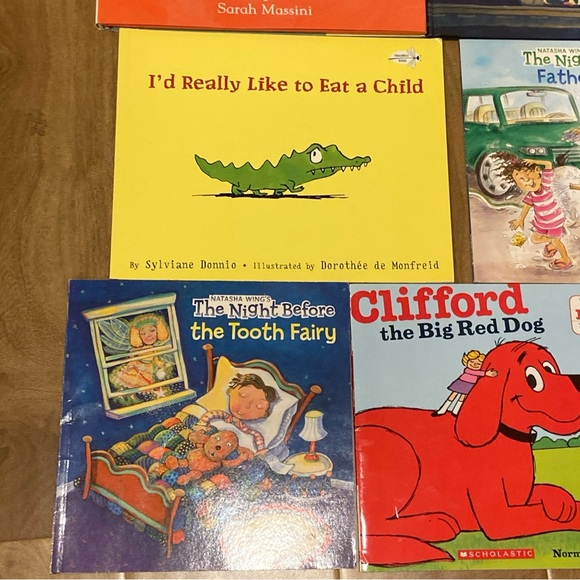 Sarah Massini
I'd Really Like to Eat a Child
By Sylviane Donnio • Illustrated by Dorothée de Monfreid
NATASHA WING'S
The Nig
Fathe
NATASHA WING'S
The Night Before
the Tooth Fairy
Clifford
the Big Red Dog
SCHOLASTIC
Norm